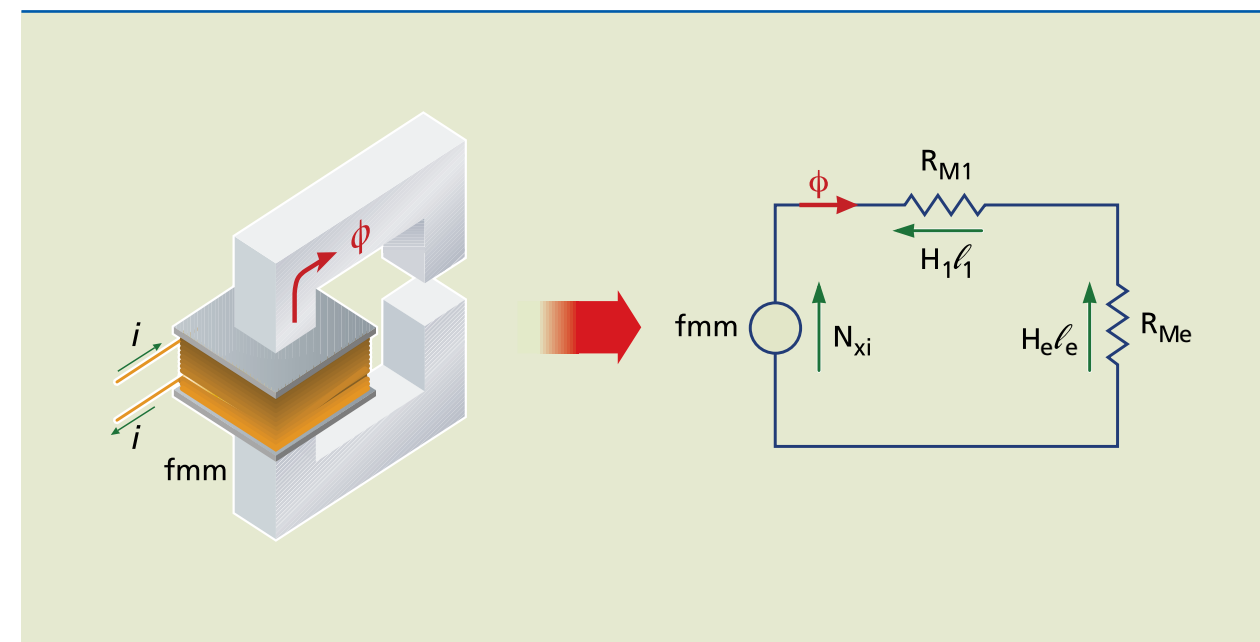 ϕ
i
i
fmm
R_M1
ϕ
H_1ℓ_1
fmm
N_xi
H_eℓ_e
R_Me